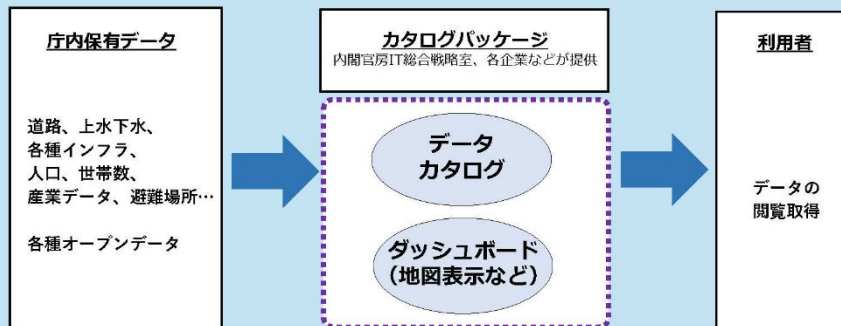 庁内保有データ
道路、上水下水、
各種インフラ、
人口、世帯数、
産業データ、避難場所…
各種オープンデータ
カタログパッケージ
内閣官房IT総合戦略室、各企業などが提供
データ
カタログ
ダッシュボード
(地図表示など)
利用者
データの
閲覧取得